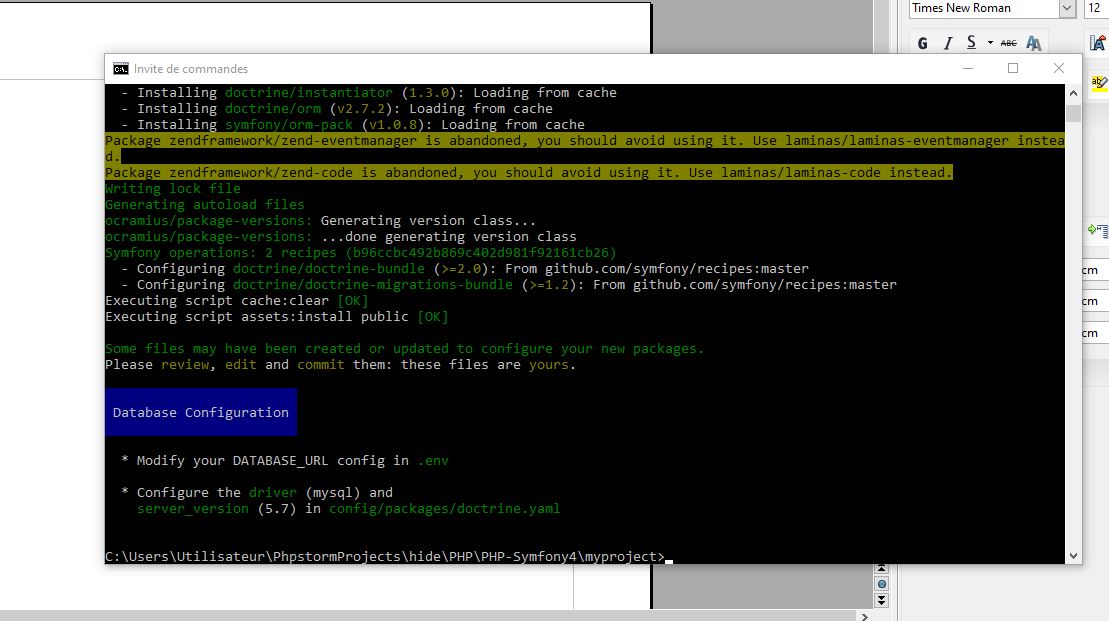 Times New Roman
12
G I S ABC
Invite de commandes
- Installing doctrine/instantiator (1.3.0): Loading from cache
- Installing doctrine/orm (v2.7.2): Loading from cache
- Installing symfony/orm-pack (v1.0.8): Loading from cache
Package zendframework/zend-eventmanager is abandoned, you should avoid using it. Use laminas/laminas-eventmanager instea
d.
Package zendframework/zend-code is abandoned, you should avoid using it. Use laminas/laminas-code instead.
Writing lock file
Generating autoload files
ocramius/package-versions: Generating version class...
ocramius/package-versions: ...done generating version class
Symfony operations: 2 recipes (b96ccbc492b869c402d981f92161cb26)
- Configuring doctrine/doctrine-bundle (>=2.0): From github.com/symfony/recipes:master
- Configuring doctrine/doctrine-migrations-bundle (>=1.2): From github.com/symfony/recipes:master
Executing script cache:clear [OK]
Executing script assets:install public [OK]
Some files may have been created or updated to configure your new packages.
Please review, edit and commit them: these files are yours.
Database Configuration
* Modify your DATABASE_URL config in .env
* Configure the driver (mysql) and
server_version (5.7) in config/packages/doctrine.yaml
C:\Users\Utilisateur\PhpstormProjects\hide\PHP\PHP-Symfony4\myproject>
cm
cm
cm